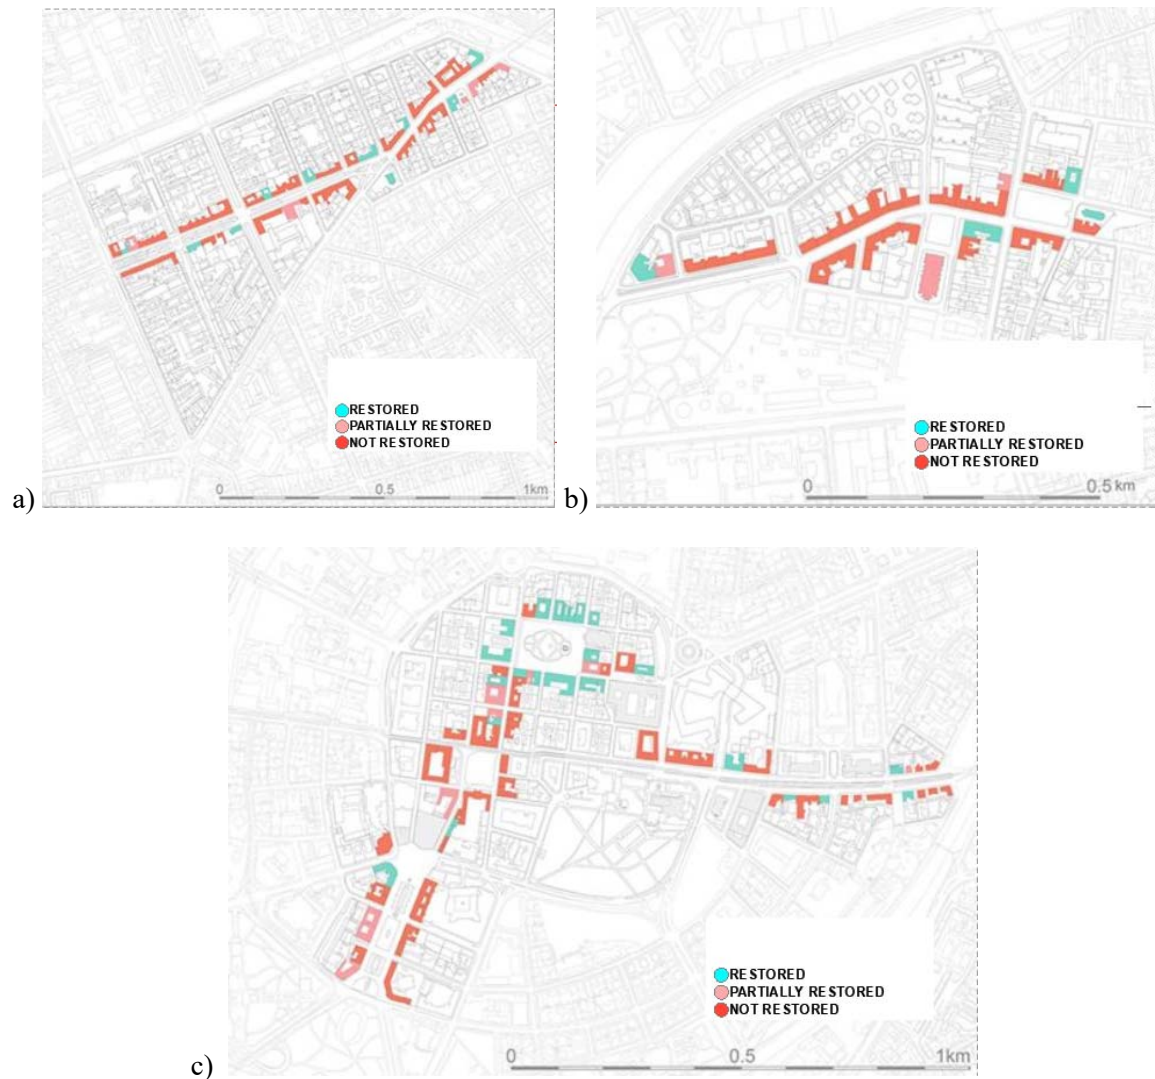 RESTORED
PARTIALLY RESTORED
NOT RESTORED
0 0.5 1km
a)
RESTORED
PARTIALLY RESTORED
NOT RESTORED
0 0.5 km
b)
RESTORED
PARTIALLY RESTORED
NOT RESTORED
0 0.5 1km
c)